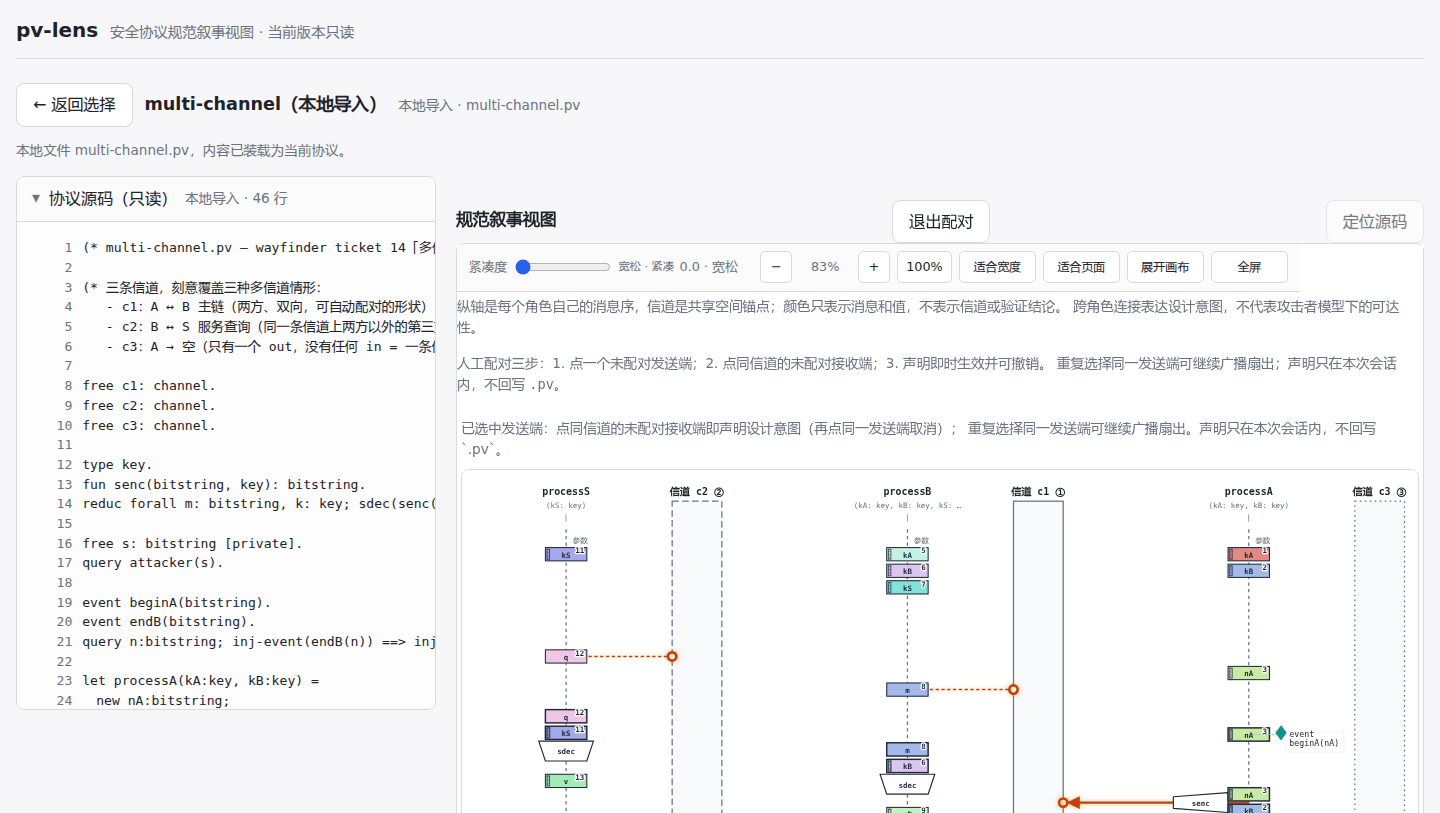 pv-lens 安全协议规范叙事视图 · 当前版本只读
← 返回选择 multi-channel（本地导入） 本地导入 · multi-channel.pv
本地文件 multi-channel.pv，内容已装载为当前协议。
▼ 协议源码（只读） 本地导入 · 46 行
1 (* multi-channel.pv — wayfinder ticket 14「多
2
3 (* 三条信道，刻意覆盖三种多信道情形：
4 - c1：A ↔ B 主链（两方、双向，可自动配对的形状）
5 - c2：B ↔ S 服务查询（同一条信道上两方以外的第三
6 - c3：A → 空（只有一个 out，没有任何 in = 一条
7
8 free c1: channel.
9 free c2: channel.
10 free c3: channel.
11
12 type key.
13 fun senc(bitstring, key): bitstring.
14 reduc forall m: bitstring, k: key; sdec(senc(
15
16 free s: bitstring [private].
17 query attacker(s).
18
19 event beginA(bitstring).
20 event endB(bitstring).
21 query n:bitstring; inj-event(endB(n)) ==> inj
22
23 let processA(kA:key, kB:key) =
24 new nA:bitstring;
规范叙事视图 退出配对 定位源码
紧凑度 宽松 · 紧凑 0.0 · 宽松 − 83% + 100% 适合宽度 适合页面 展开画布 全屏
纵轴是每个角色自己的消息序，信道是共享空间锚点；颜色只表示消息和值，不表示信道或验证结论。 跨角色连接表达设计意图，不代表攻击者模型下的可达
性。
人工配对三步：1. 点一个未配对发送端；2. 点同信道的未配对接收端；3. 声明即时生效并可撤销。 重复选择同一发送端可继续广播扇出；声明只在本次会话
内，不回写 .pv。
已选中发送端：点同信道的未配对接收端即声明设计意图（再点同一发送端取消）； 重复选择同一发送端可继续广播扇出。声明只在本次会话内，不回写
`.pv`。
processS 信道 c2 ② processB 信道 c1 ① processA 信道 c3 ③
(kS: key) (kA: key, kB: key, kS: … (kA: key, kB: key)
参数 参数 参数
kS 11 kA 5 kA 1
kB 6 kB 2
kS 7
q 12
nA 3
m 8
q 12
kS 11
nA 3 event
beginA(nA)
sdec
m 8
kB 6
v 13
sdec
nA 3
senc
kB 2
9